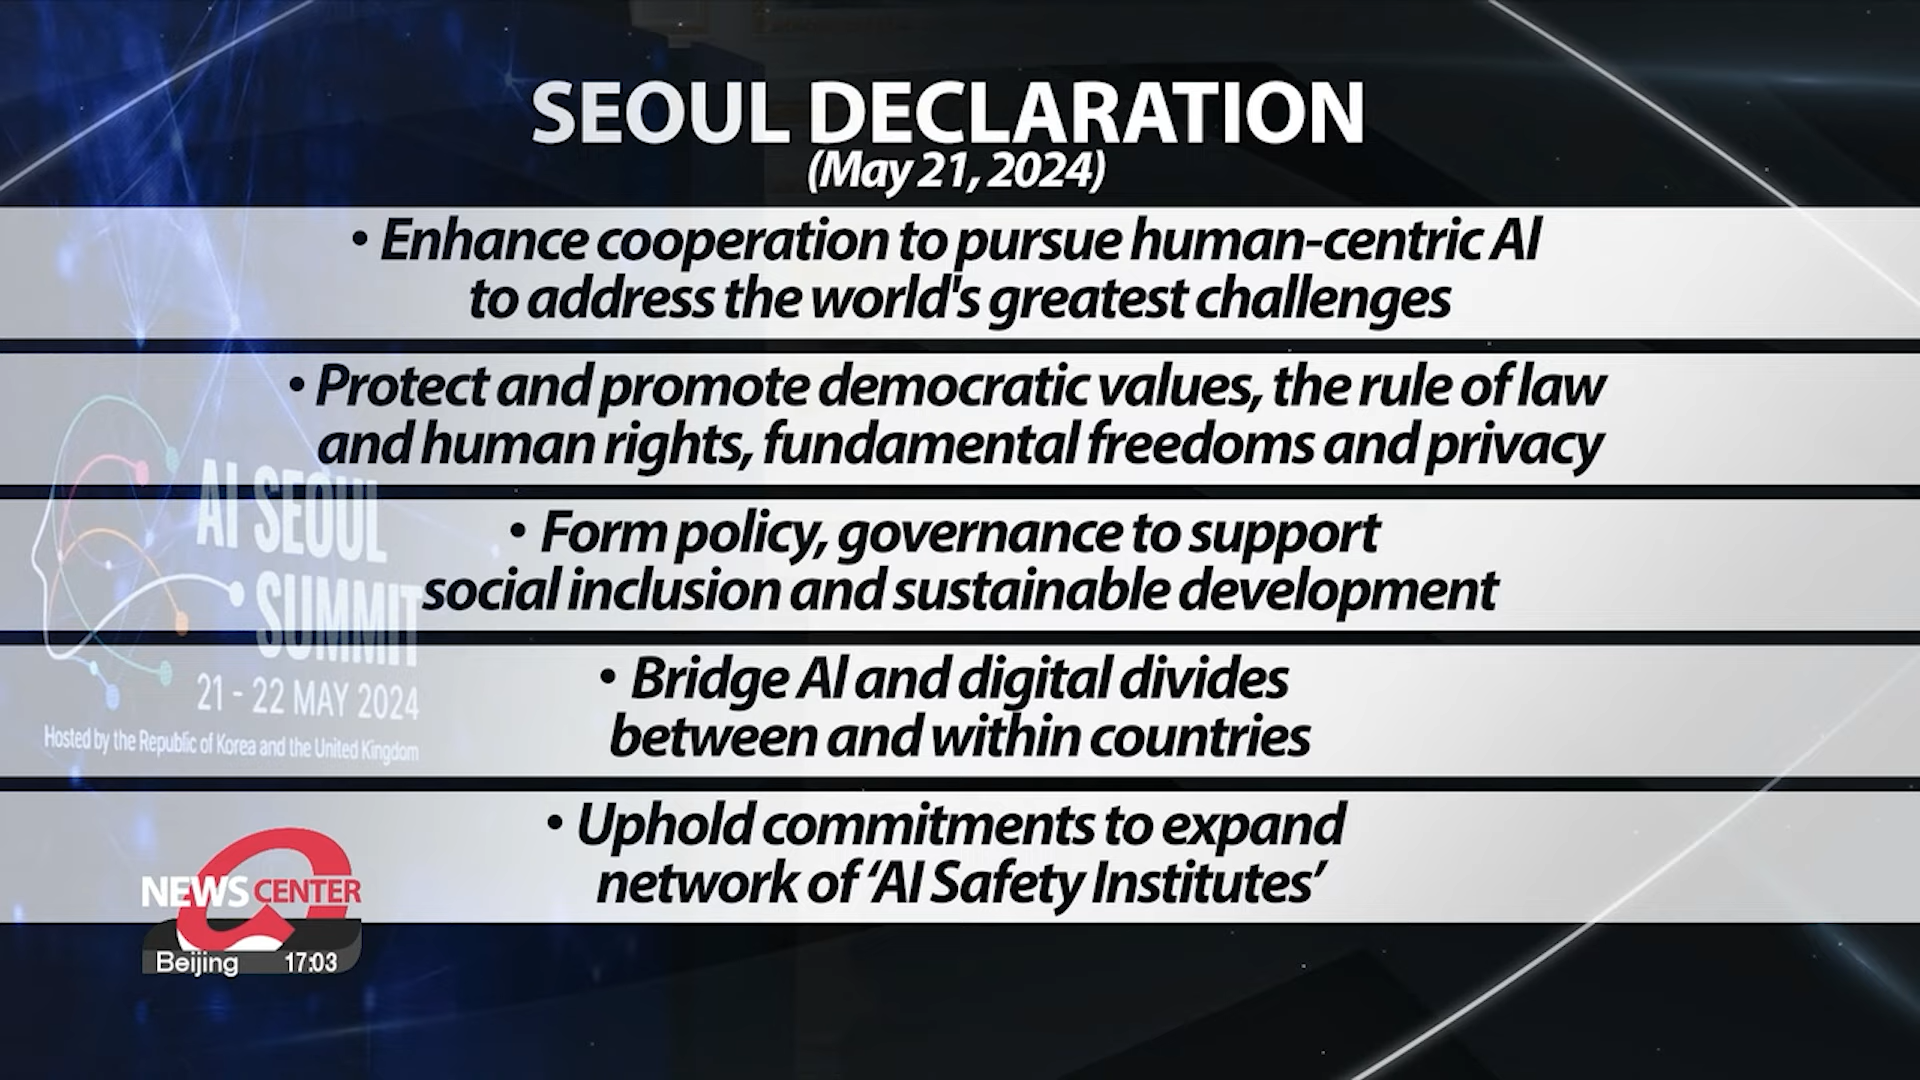 SEOUL DECLARATION
(May 21, 2024)
• Enhance cooperation to pursue human-centric AI
to address the world's greatest challenges
• Protect and promote democratic values, the rule of law
and human rights, fundamental freedoms and privacy
• Form policy, governance to support
social inclusion and sustainable development
• Bridge AI and digital divides
between and within countries
• Uphold commitments to expand
network of ‘AI Safety Institutes’
AI SEOUL
SUMMIT
21 - 22 MAY 2024
Hosted by the Republic of Korea and the United Kingdom
NEWS CENTER
Beijing 17:03